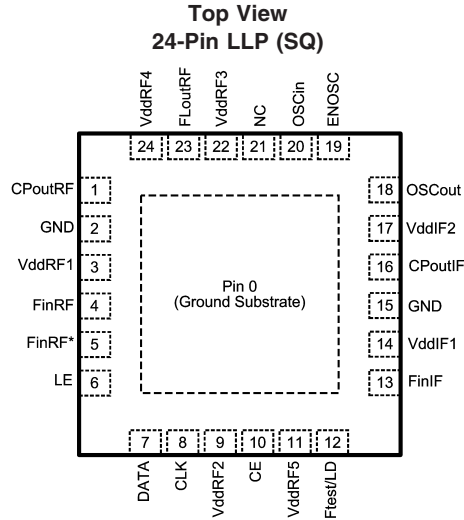 Top View
24-Pin LLP (SQ)
VddRF4
FLoutRF
VddRF3
NC
OSCin
ENOSC
24 23 22 21 20 19
CPoutRF 1
GND 2
VddRF1 3
FinRF 4
FinRF* 5
LE 6
Pin 0
(Ground Substrate)
18 OSCout
17 VddIF2
16 CPoutIF
15 GND
14 VddIF1
13 FinIF
7 8 9 10 11 12
DATA
CLK
VddRF2
CE
VddRF5
Ftest/LD